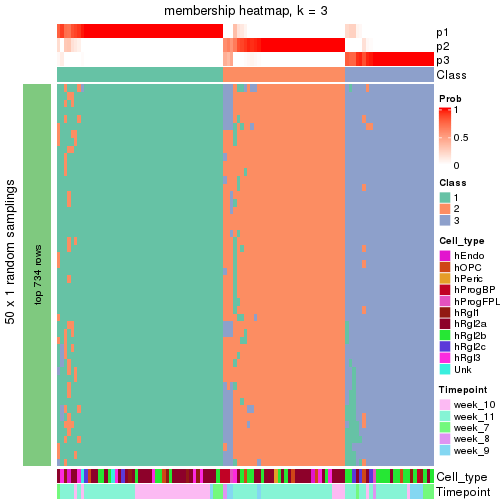 membership heatmap, k = 3
p1
p2
p3
Class
50 x 1 random samplings
top 734 rows
Prob
1
0.5
0
Class
1
2
3
Cell_type
hEndo
hOPC
hPeric
hProgBP
hProgFPL
hRgl1
hRgl2a
hRgl2b
hRgl2c
hRgl3
Unk
Timepoint
week_10
week_11
week_7
week_8
week_9
Cell_type
Timepoint